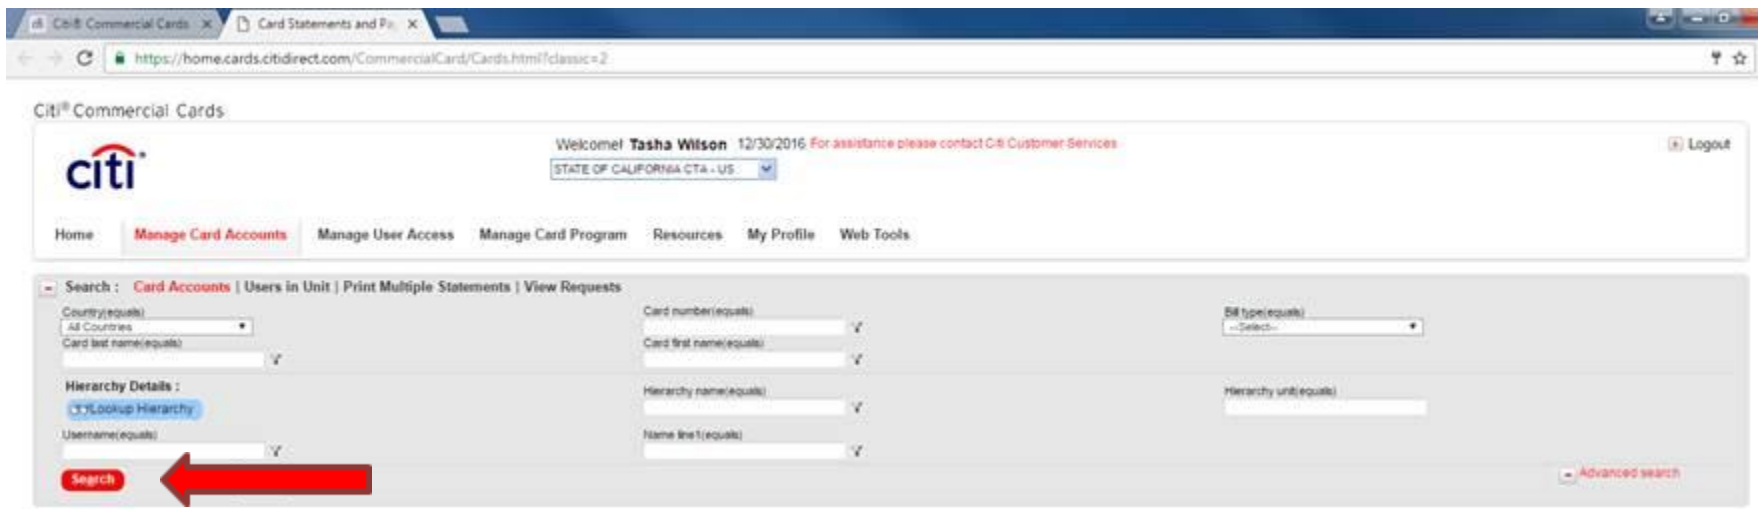 Citi® Commercial Cards
Card Statements and Pa
https://home.cards.citidirect.com/CommercialCard/Cards.html?classic=2
Citi® Commercial Cards
citi
Welcome! Tasha Wilson 12/30/2016 For assistance please contact Citi Customer Services
Logout
STATE OF CALIFORNIA CTA - US
Home Manage Card Accounts Manage User Access Manage Card Program Resources My Profile Web Tools
Search : Card Accounts | Users in Unit | Print Multiple Statements | View Requests
Country(equals) Card number(equals) Bill type(equals)
All Countries --Select--
Card last name(equals) Card first name(equals)
Hierarchy Details : Hierarchy name(equals) Hierarchy unit(equals)
Lookup Hierarchy
Username(equals) Name line1(equals)
Search Advanced search